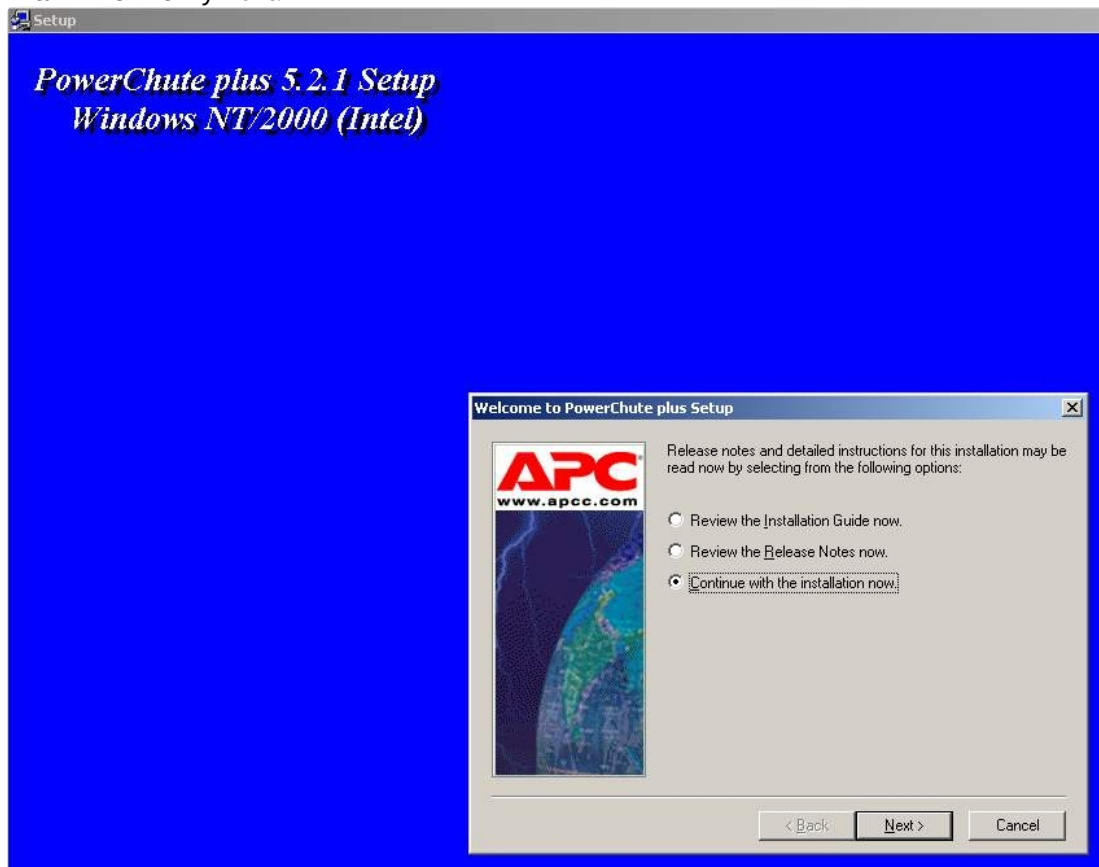 Setup
PowerChute plus 5.2.1 Setup
Windows NT/2000 (Intel)
Welcome to PowerChute plus Setup
APC
www.apcc.com
Release notes and detailed instructions for this installation may be
read now by selecting from the following options:
Review the Installation Guide now.
Review the Release Notes now.
Continue with the installation now.
< Back
Next >
Cancel